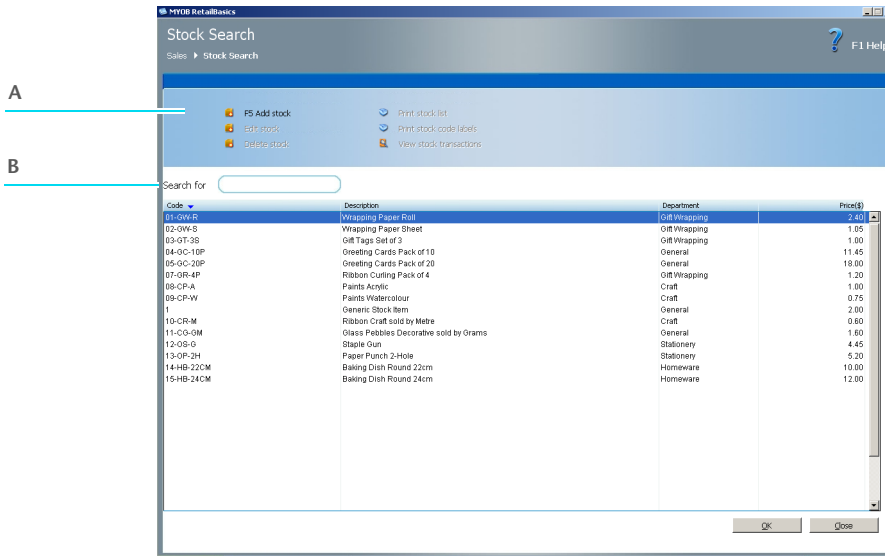 MYOB RetailBasics
Stock Search
F1 Help
Sales Stock Search
A
F5 Add stock Print stock list
Edit stock Print stock code labels
Delete stock View stock transactions
B
Search for
Code Description Department Price($)
01-GW-R Wrapping Paper Roll Gift Wrapping 2.40
02-GW-S Wrapping Paper Sheet Gift Wrapping 1.05
03-GT-3S Gift Tags Set of 3 Gift Wrapping 1.00
04-GC-10P Greeting Cards Pack of 10 General 11.45
05-GC-20P Greeting Cards Pack of 20 General 18.00
07-GR-4P Ribbon Curling Pack of 4 Gift Wrapping 1.20
08-CP-A Paints Acrylic Craft 1.00
09-CP-W Paints Watercolour Craft 0.75
1 Generic Stock Item General 2.00
10-CR-M Ribbon Craft sold by Metre Craft 0.60
11-CG-GM Glass Pebbles Decorative sold by Grams General 1.60
12-OS-G Staple Gun Stationery 4.45
13-OP-2H Paper Punch 2-Hole Stationery 5.20
14-HB-22CM Baking Dish Round 22cm Homeware 10.00
15-HB-24CM Baking Dish Round 24cm Homeware 12.00
OK Close